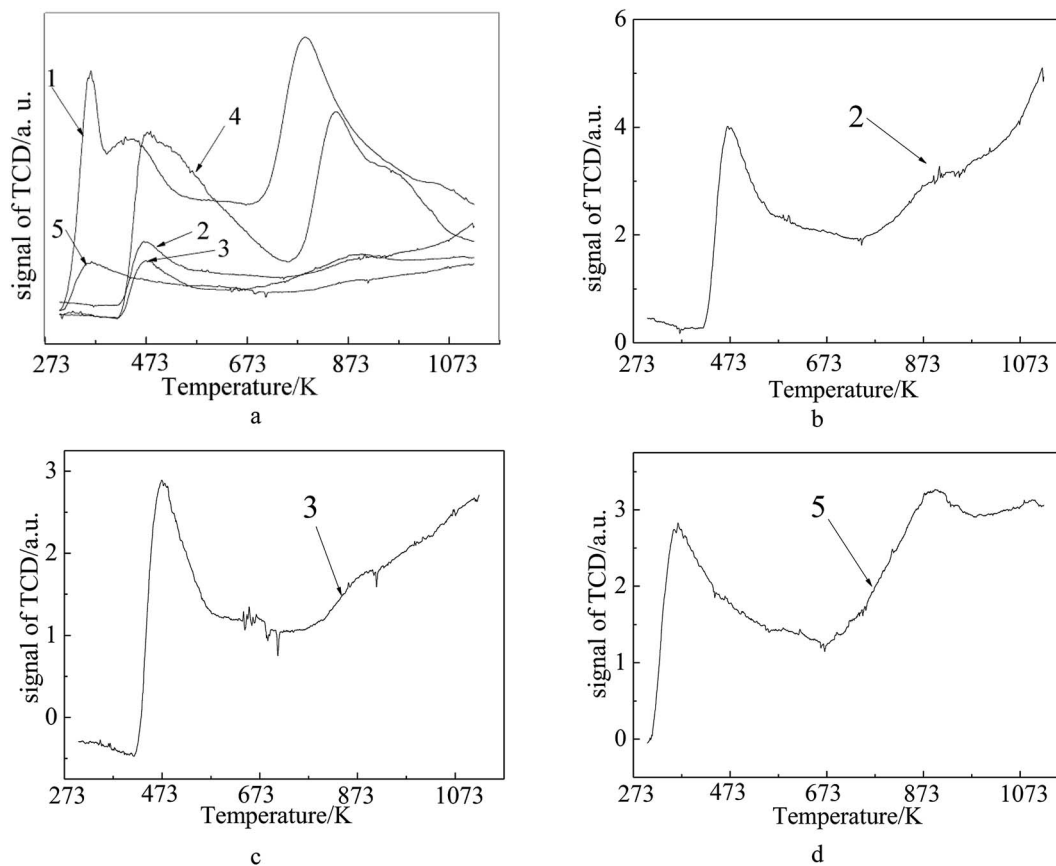 signal of TCD/a. u.
1
4
5
2
3
273 473 673 873 1073
Temperature/K
a
signal of TCD/a.u.
6
4
2
0
2
273 473 673 873 1073
Temperature/K
b
signal of TCD/a.u.
3
2
1
0
3
273 473 673 873 1073
Temperature/K
c
signal of TCD/a.u.
3
2
1
0
5
273 473 673 873 1073
Temperature/K
d